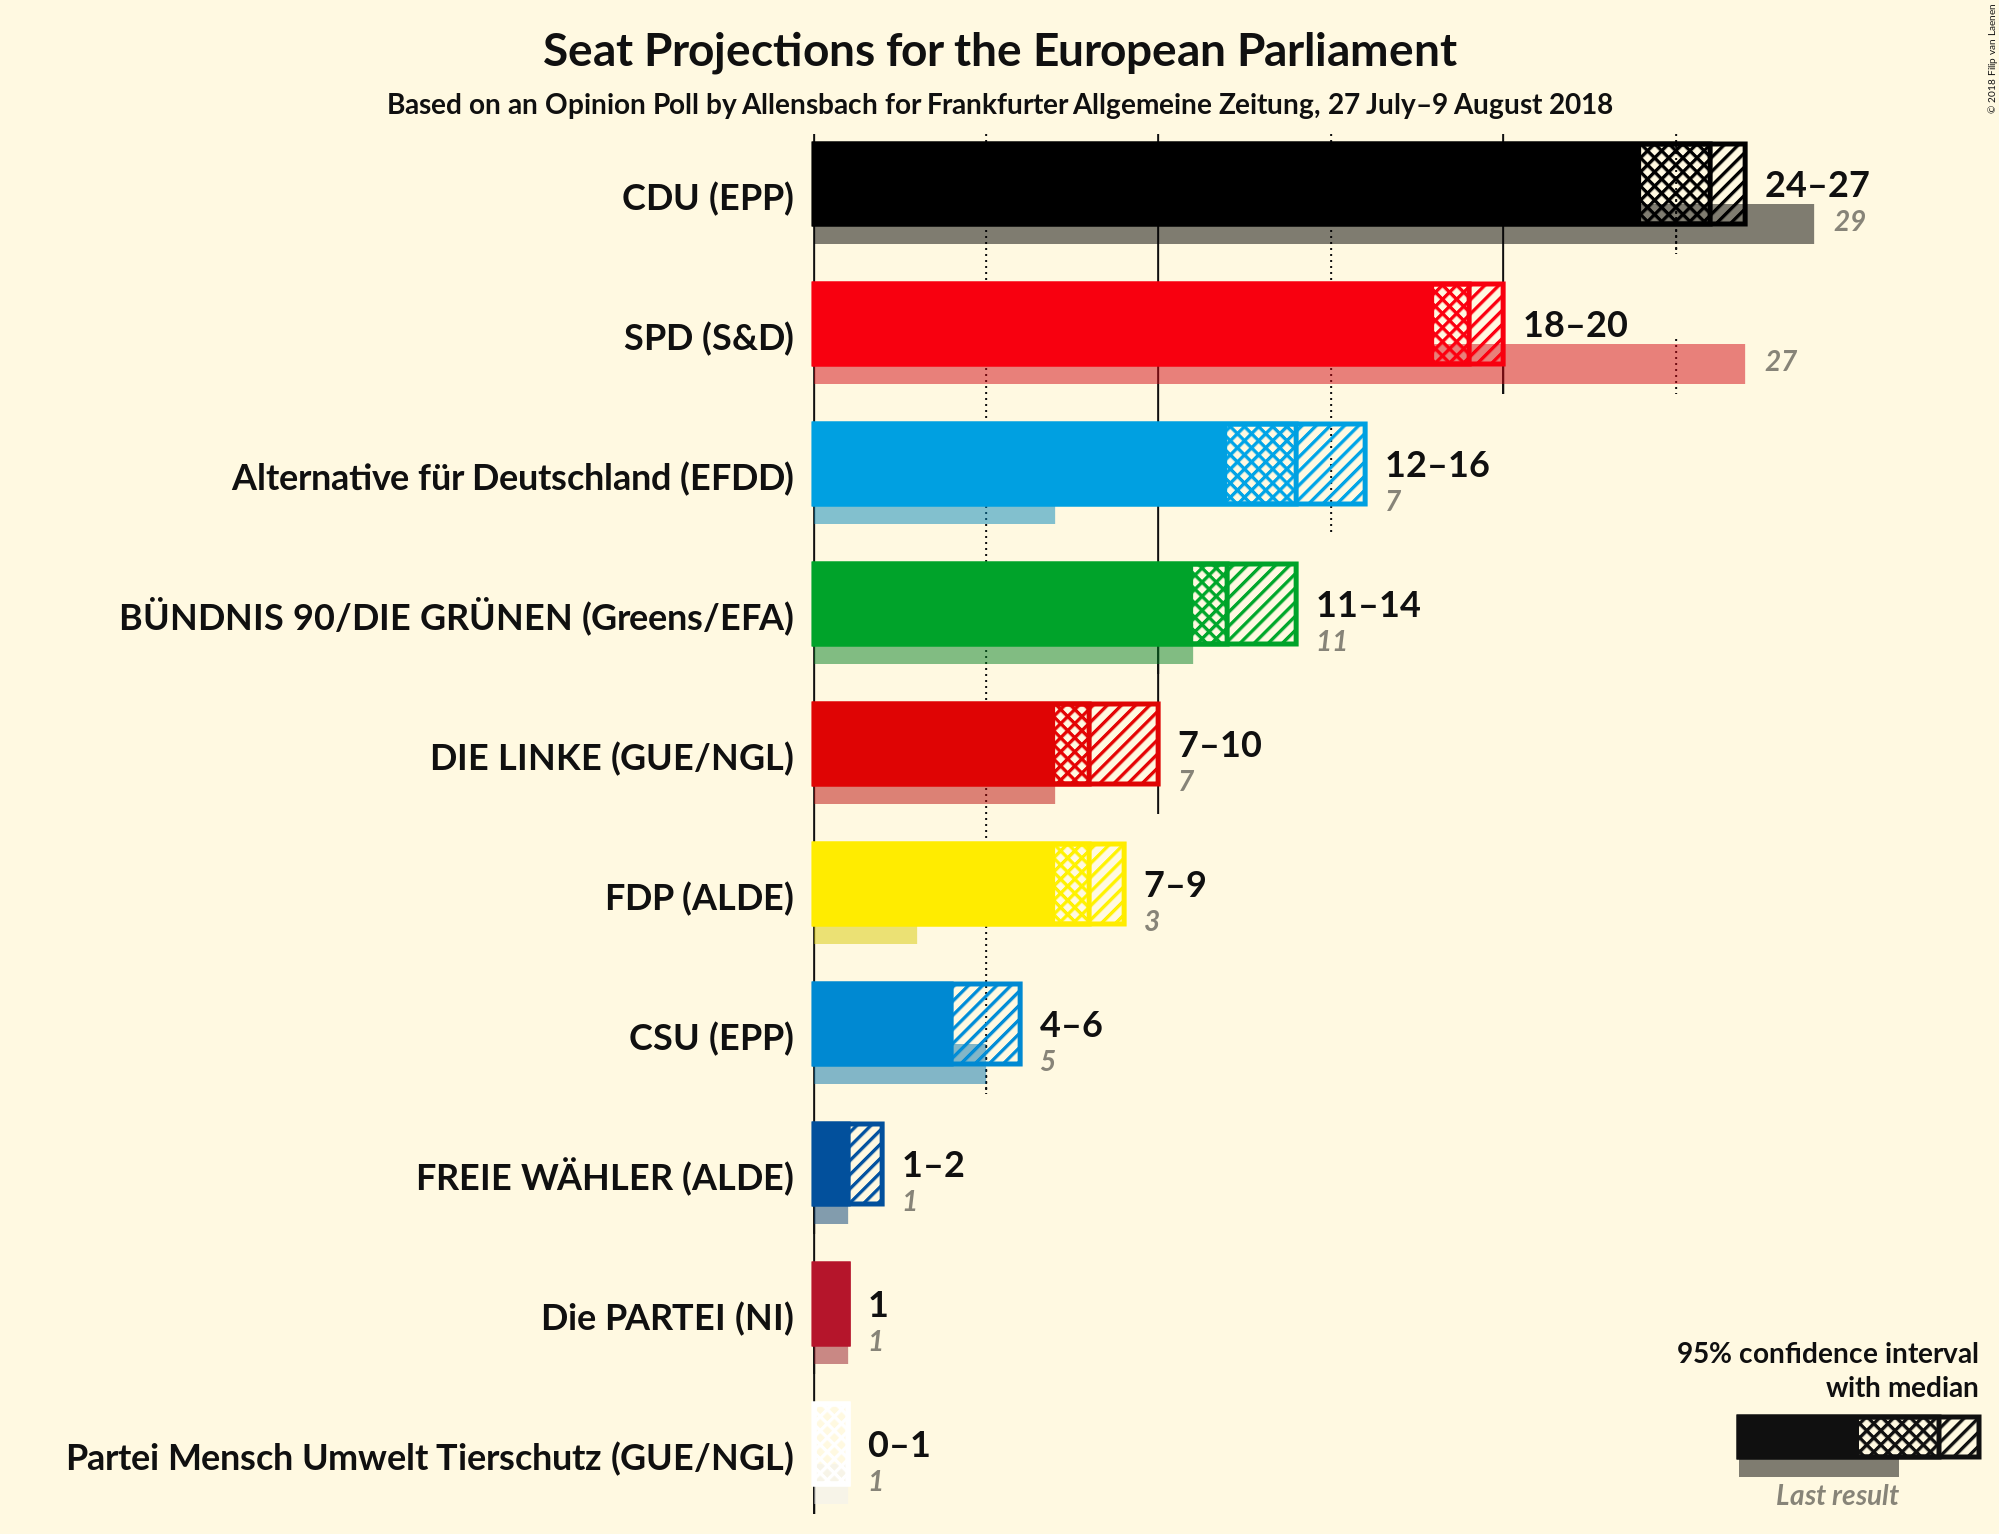 Seat Projections for the European Parliament
Based on an Opinion Poll by Allensbach for Frankfurter Allgemeine Zeitung, 27 July–9 August 2018
© 2018 Filip van Laenen
CDU (EPP)
24–27
29
SPD (S&D)
18–20
27
Alternative für Deutschland (EFDD)
12–16
7
BÜNDNIS 90/DIE GRÜNEN (Greens/EFA)
11–14
11
DIE LINKE (GUE/NGL)
7–10
7
FDP (ALDE)
7–9
3
CSU (EPP)
4–6
5
FREIE WÄHLER (ALDE)
1–2
1
Die PARTEI (NI)
1
1
Partei Mensch Umwelt Tierschutz (GUE/NGL)
0–1
1
95% confidence interval
with median
Last result